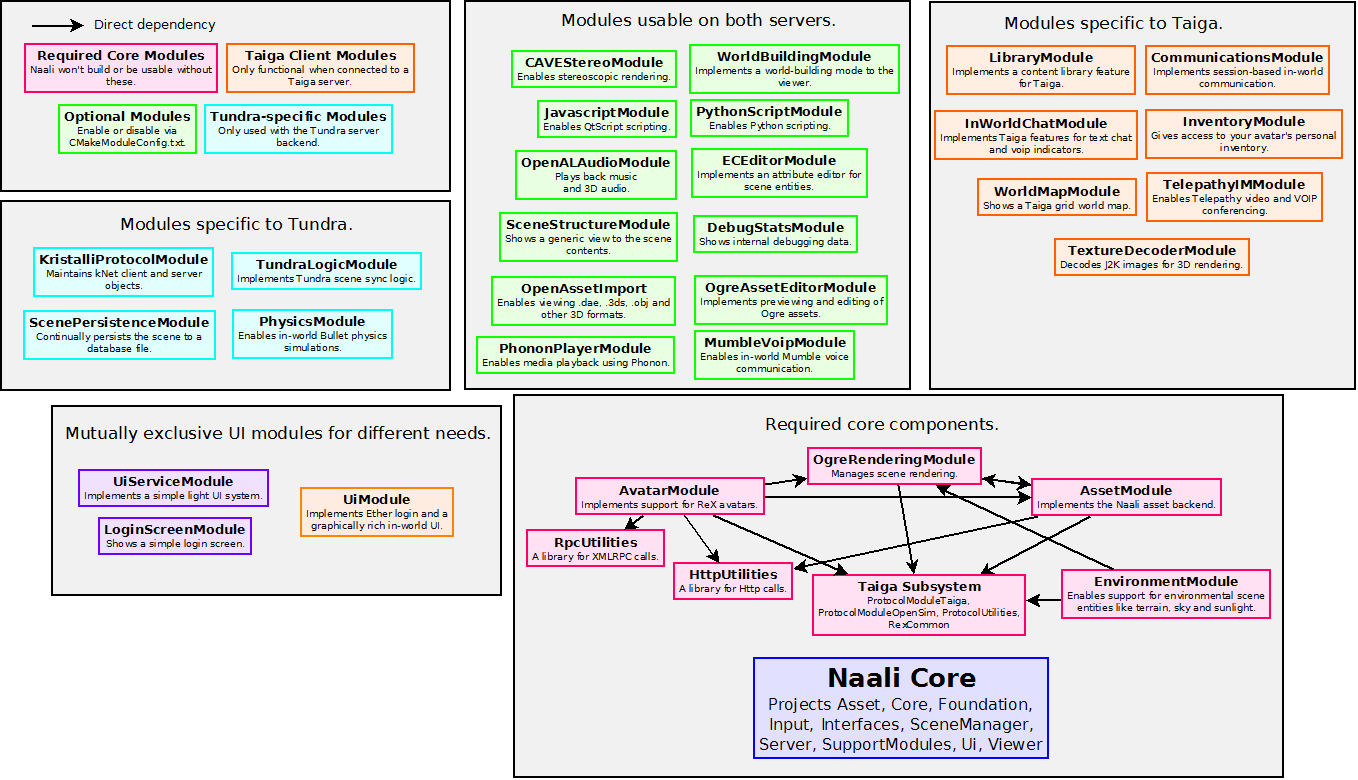 Direct dependency
Required Core Modules
Naali won't build or be usable without
these.
Taiga Client Modules
Only functional when connected to a
Taiga server.
Optional Modules
Enable or disable via
CMakeModuleConfig.txt.
Tundra-specific Modules
Only used with the Tundra server
backend.
Modules specific to Tundra.
KristalliProtocolModule
Maintains kNet client and server
objects.
TundraLogicModule
Implements Tundra scene sync logic.
ScenePersistenceModule
Continually persists the scene to a
database file.
PhysicsModule
Enables in-world Bullet physics
simulations.
Modules usable on both servers.
CAVEStereoModule
Enables stereoscopic rendering.
WorldBuildingModule
Implements a world-building mode to the
viewer.
JavascriptModule
Enables QtScript scripting.
PythonScriptModule
Enables Python scripting.
OpenALAudioModule
Plays back music
and 3D audio.
ECEditorModule
Implements an attribute editor for
scene entities.
SceneStructureModule
Shows a generic view to the scene
contents.
DebugStatsModule
Shows internal debugging data.
OpenAssetImport
Enables viewing .dae, .3ds, .obj and
other 3D formats.
OgreAssetEditorModule
Implements previewing and editing of
Ogre assets.
PhononPlayerModule
Enables media playback using Phonon.
MumbleVoipModule
Enables in-world Mumble voice
communication.
Modules specific to Taiga.
LibraryModule
Implements a content library feature
for Taiga.
CommunicationsModule
Implements session-based in-world
communication.
InWorldChatModule
Implements Taiga features for text chat
and voip indicators.
InventoryModule
Gives access to your avatar's personal
inventory.
WorldMapModule
Shows a Taiga grid world map.
TelepathyIMModule
Enables Telepathy video and VOIP
conferencing.
TextureDecoderModule
Decodes J2K images for 3D rendering.
Mutually exclusive UI modules for different needs.
UiServiceModule
Implements a simple light UI system.
LoginScreenModule
Shows a simple login screen.
UiModule
Implements Ether login and a
graphically rich in-world UI.
Required core components.
OgreRenderingModule
Manages scene rendering.
AvatarModule
Implements support for ReX avatars.
AssetModule
Implements the Naali asset backend.
RpcUtilities
A library for XMLRPC calls.
HttpUtilities
A library for Http calls.
Taiga Subsystem
ProtocolModuleTaiga,
ProtocolModuleOpenSim, ProtocolUtilities,
RexCommon
EnvironmentModule
Enables support for environmental scene
entities like terrain, sky and sunlight.
Naali Core
Projects Asset, Core, Foundation,
Input, Interfaces, SceneManager,
Server, SupportModules, Ui, Viewer